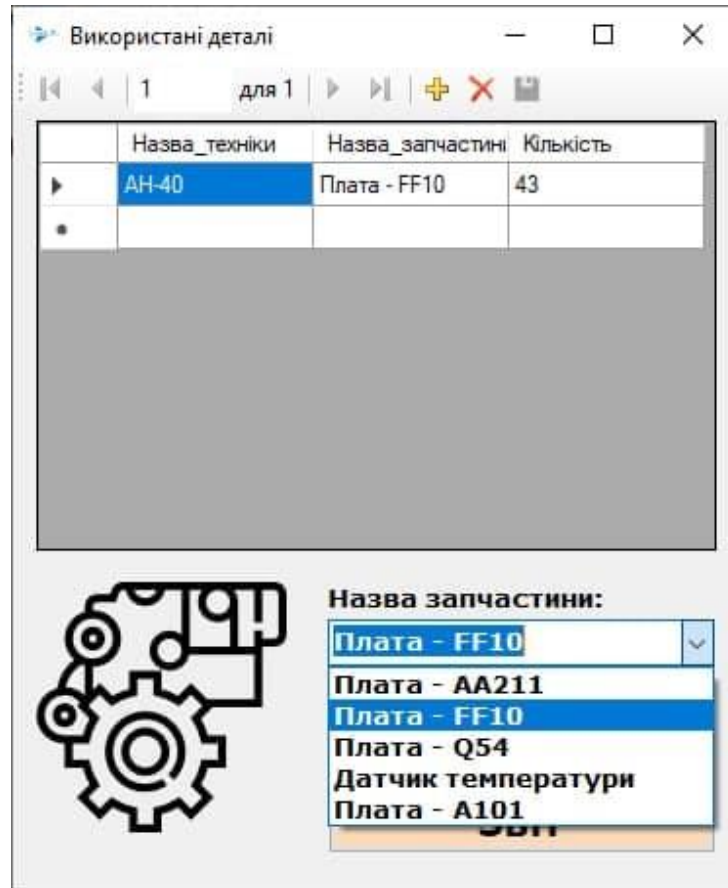 Використані деталі
1 для 1
Назва_техніки Назва_запчастині Кількість
АН-40 Плата - FF10 43
Назва запчастини:
Плата - FF10
Плата - AA211
Плата - FF10
Плата - Q54
Датчик температури
Плата - A101